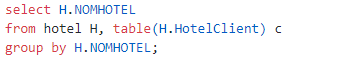 select H.NOMHOTEL
from hotel H, table(H.HotelClient) c
group by H.NOMHOTEL;